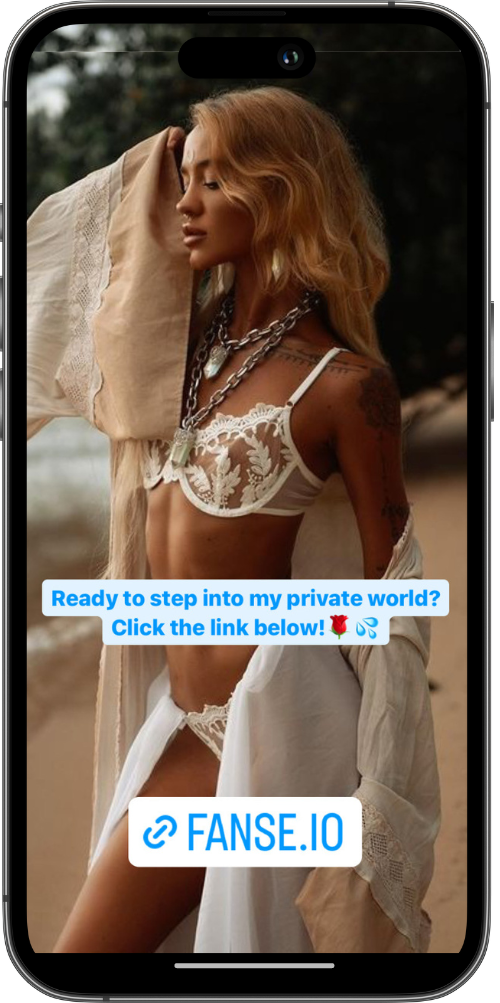 Ready to step into my private world?
Click the link below!🌹💦
FANSE.IO